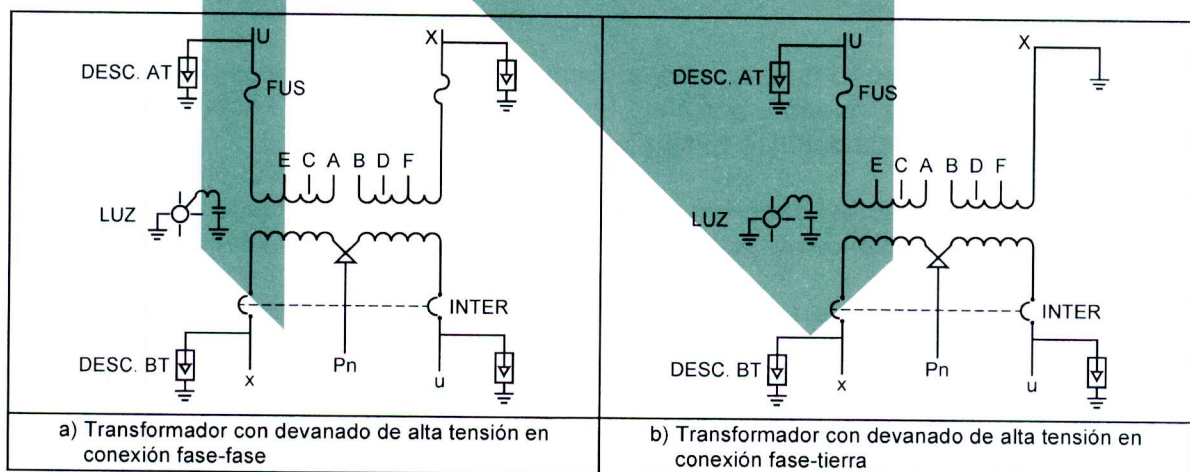 U
X
DESC. AT
FUS
E C A B D F
LUZ
INTER
DESC. BT
x
Pn
u
a) Transformador con devanado de alta tensión en
conexión fase-fase
U
X
DESC. AT
FUS
E C A B D F
LUZ
INTER
DESC. BT
x
Pn
u
b) Transformador con devanado de alta tensión en
conexión fase-tierra